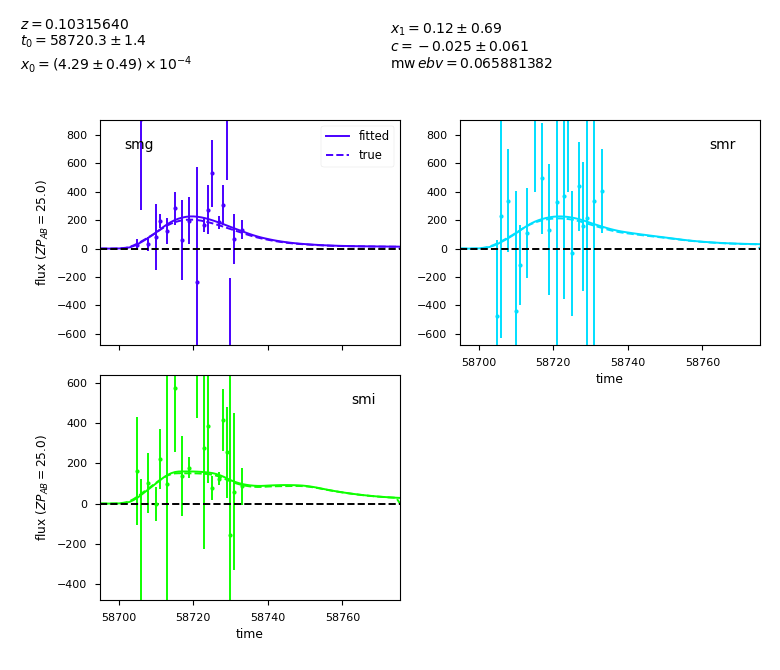 z = 0.10315640
t₀ = 58720.3 ± 1.4
x₀ = (4.29 ± 0.49) × 10⁻⁴
x₁ = 0.12 ± 0.69
c = −0.025 ± 0.061
mw ebv = 0.065881382
smg
fitted
true
800
600
400
200
0
−200
−400
−600
flux (ZP_AB = 25.0)
smr
800
600
400
200
0
−200
−400
−600
58700 58720 58740 58760
time
smi
600
400
200
0
−200
−400
flux (ZP_AB = 25.0)
58700 58720 58740 58760
time